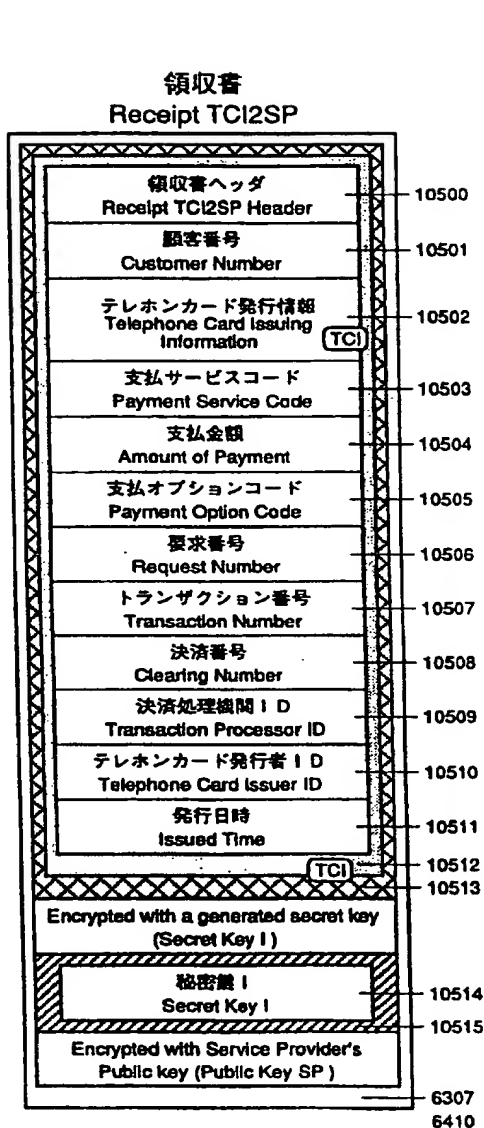 領収書
Receipt TCI2SP
領収書ヘッダ
Receipt TCI2SP Header
10500
顧客番号
Customer Number
10501
テレホンカード発行情報
Telephone Card Issuing
Information
TCI
10502
支払サービスコード
Payment Service Code
10503
支払金額
Amount of Payment
10504
支払オプションコード
Payment Option Code
10505
要求番号
Request Number
10506
トランザクション番号
Transaction Number
10507
決済番号
Clearing Number
10508
決済処理機関ID
Transaction Processor ID
10509
テレホンカード発行者ID
Telephone Card Issuer ID
10510
発行日時
Issued Time
10511
10512
TCI
10513
Encrypted with a generated secret key
(Secret Key I )
秘密鍵 I
Secret Key I
10514
10515
Encrypted with Service Provider's
Public key (Public Key SP )
6307
6410